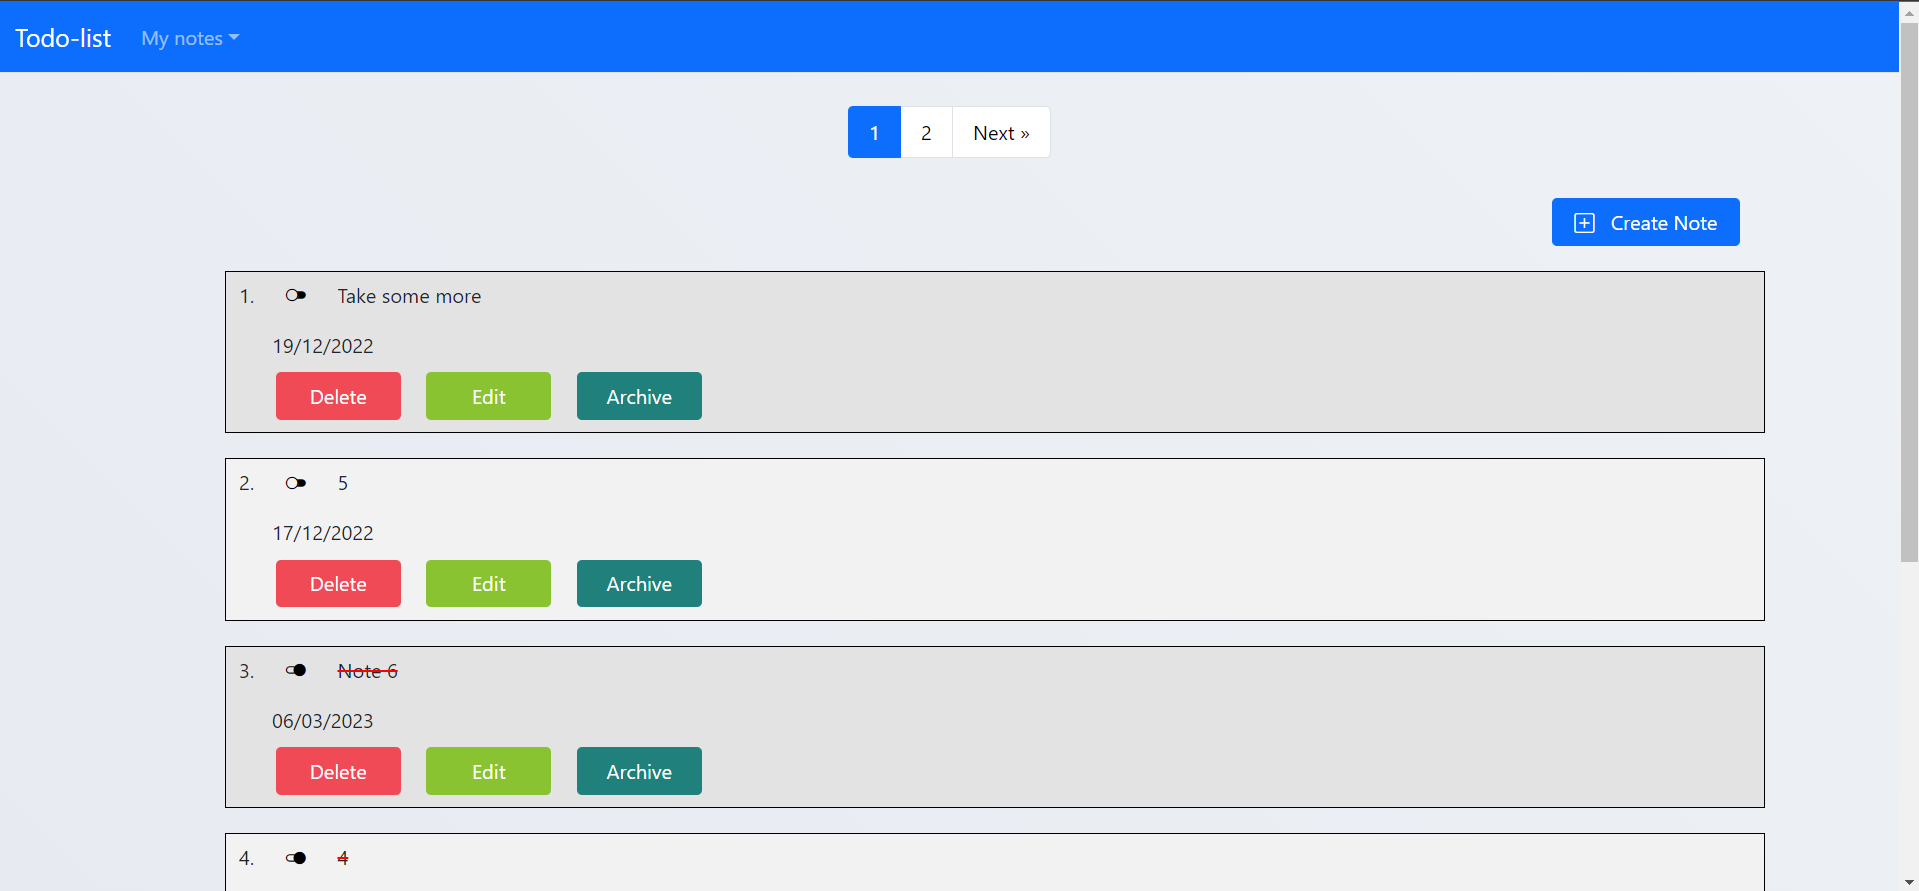 Todo-list My notes
1 2 Next »
Create Note
1. Take some more
19/12/2022
Delete Edit Archive
2. 5
17/12/2022
Delete Edit Archive
3. Note 6
06/03/2023
Delete Edit Archive
4. 4